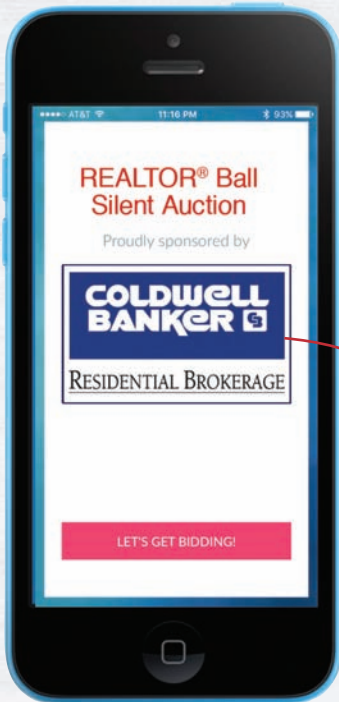 AT&T 11:16 PM 93%
REALTOR® Ball
Silent Auction
Proudly sponsored by
COLDWELL
BANKER CB
RESIDENTIAL BROKERAGE
LET'S GET BIDDING!